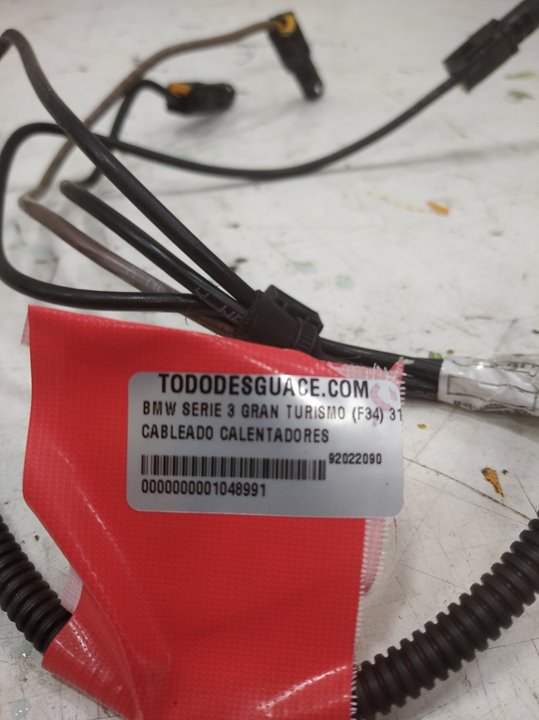 TODODESGUACE.COM
BMW SERIE 3 GRAN TURISMO (F34) 31
CABLEADO CALENTADORES
92022090
0000000001048991